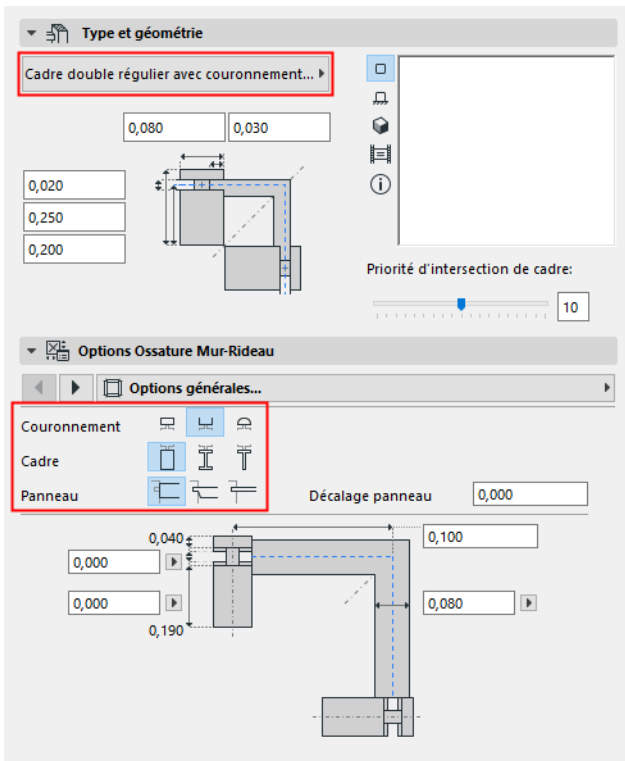 Type et géométrie
Cadre double régulier avec couronnement...
0,080 0,030
0,020
0,250
0,200
Priorité d'intersection de cadre:
10
Options Ossature Mur-Rideau
Options générales...
Couronnement
Cadre
Panneau Décalage panneau 0,000
0,040 0,100
0,000
0,000 0,080
0,190